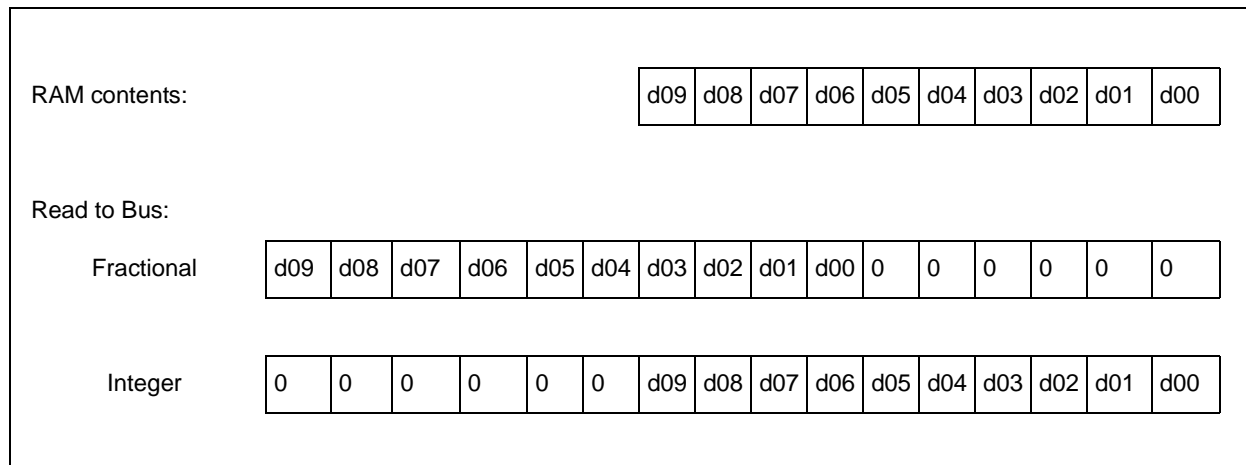 RAM contents: d09 d08 d07 d06 d05 d04 d03 d02 d01 d00
Read to Bus:
Fractional d09 d08 d07 d06 d05 d04 d03 d02 d01 d00 0 0 0 0 0 0
Integer 0 0 0 0 0 0 d09 d08 d07 d06 d05 d04 d03 d02 d01 d00